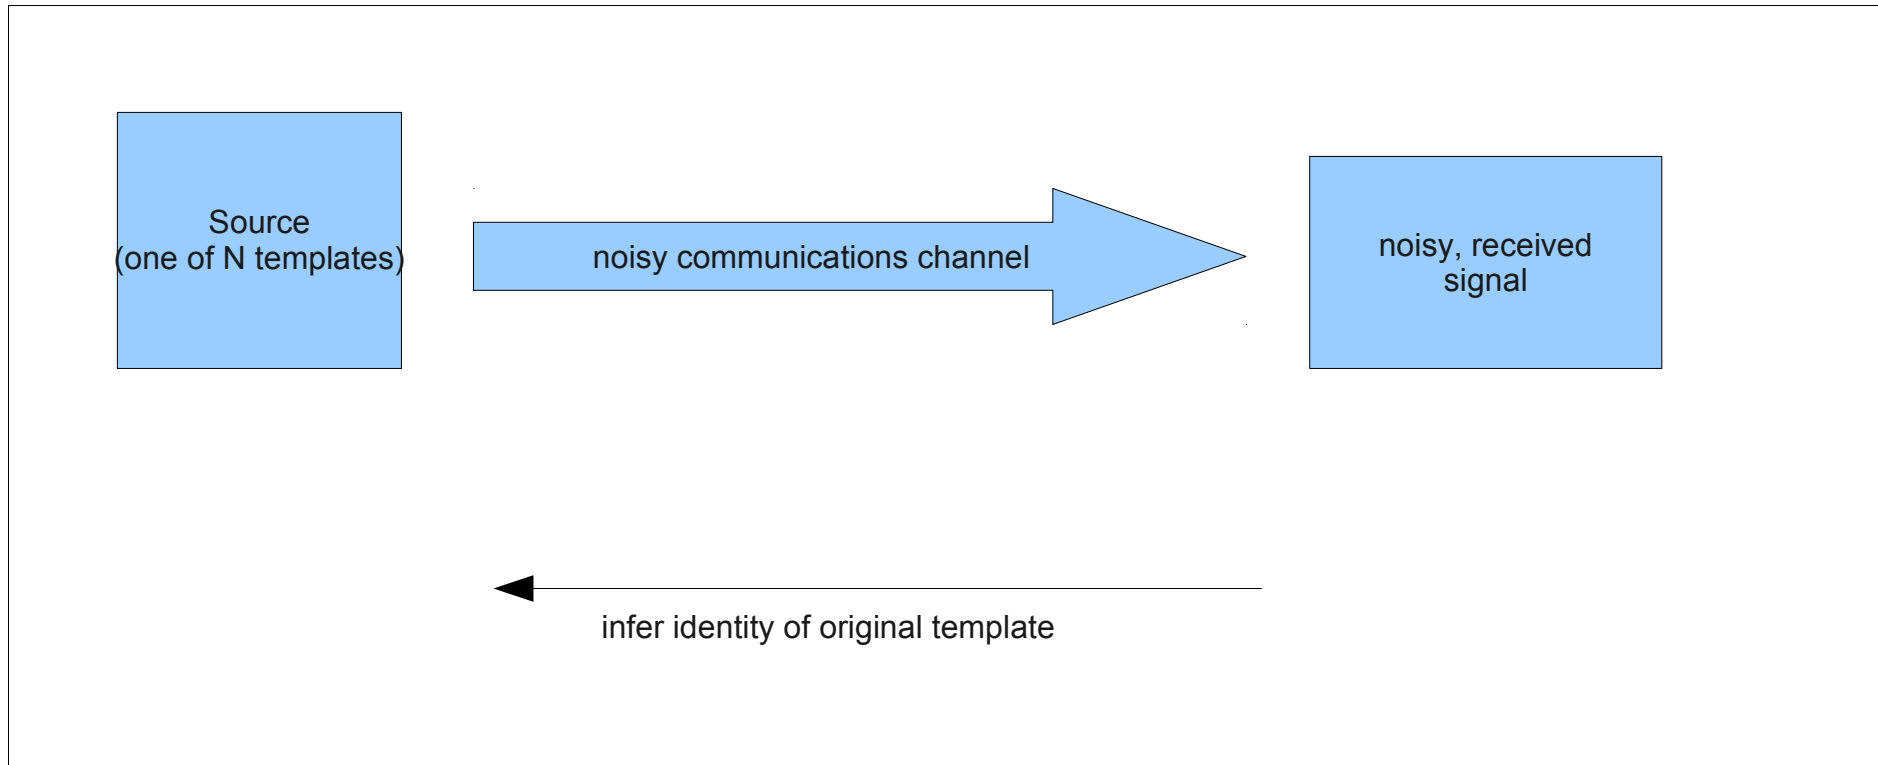 Source
(one of N templates)
noisy communications channel
noisy, received
signal
infer identity of original template